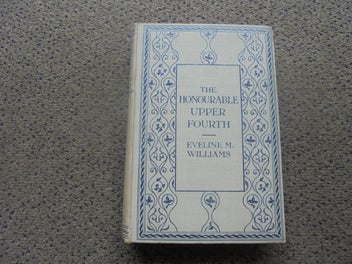 THE
HONOURABLE
UPPER
FOURTH
EVELINE M.
WILLIAMS